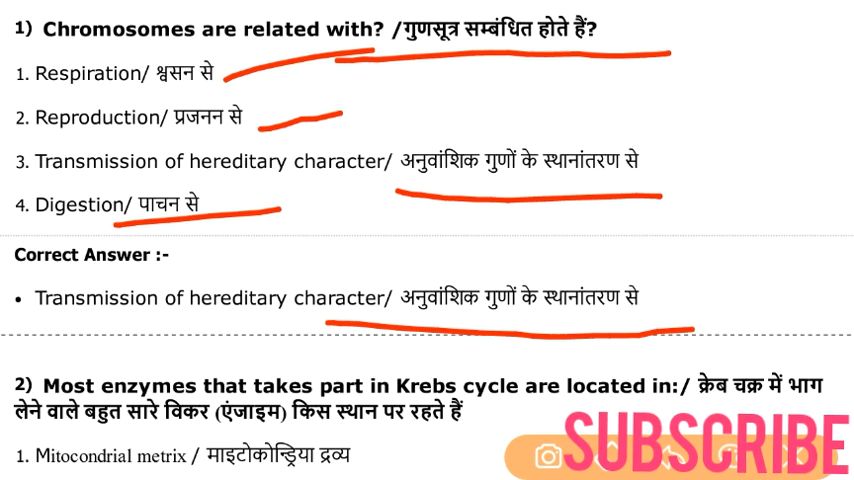 1) Chromosomes are related with? /गुणसूत्र सम्बंधित होते हैं?
1. Respiration/ श्वसन से
2. Reproduction/ प्रजनन से
3. Transmission of hereditary character/ अनुवांशिक गुणों के स्थानांतरण से
4. Digestion/ पाचन से
Correct Answer :-
• Transmission of hereditary character/ अनुवांशिक गुणों के स्थानांतरण से
2) Most enzymes that takes part in Krebs cycle are located in:/ क्रेब चक्र में भाग
लेने वाले बहुत सारे विकर (एंजाइम) किस स्थान पर रहते हैं
1. Mitocondrial metrix / माइटोकोन्ड्रिया द्रव्य
SUBSCRIBE